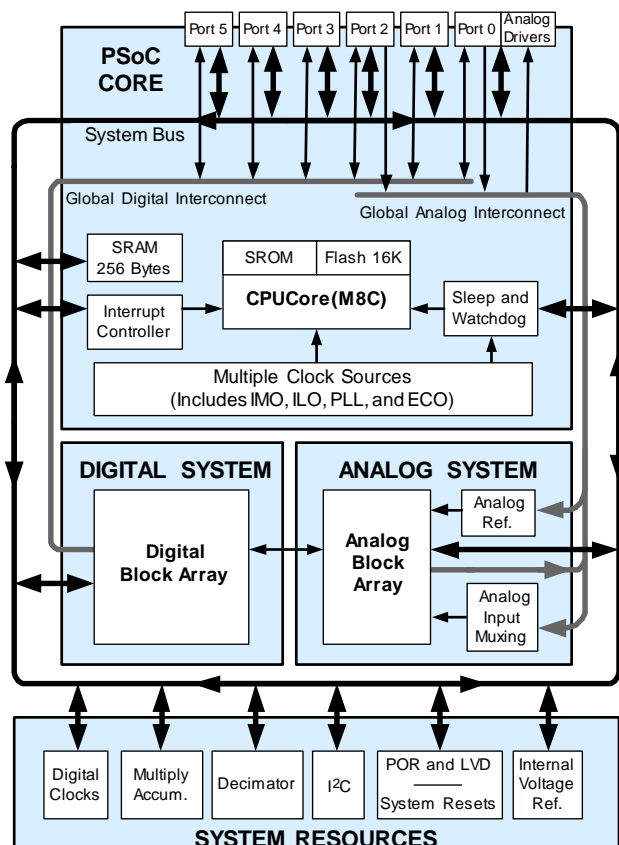 Port 5 Port 4 Port 3 Port 2 Port 1 Port 0 Analog
Drivers
PSoC
CORE
System Bus
Global Digital Interconnect
Global Analog Interconnect
SRAM
256 Bytes
SROM Flash 16K
CPUCore(M8C)
Interrupt
Controller
Sleep and
Watchdog
Multiple Clock Sources
(Includes IMO, ILO, PLL, and ECO)
DIGITAL SYSTEM
Digital
Block Array
ANALOG SYSTEM
Analog
Block
Array
Analog
Ref.
Analog
Input
Muxing
Digital
Clocks
Multiply
Accum.
Decimator
I²C
POR and LVD
System Resets
Internal
Voltage
Ref.
SYSTEM RESOURCES